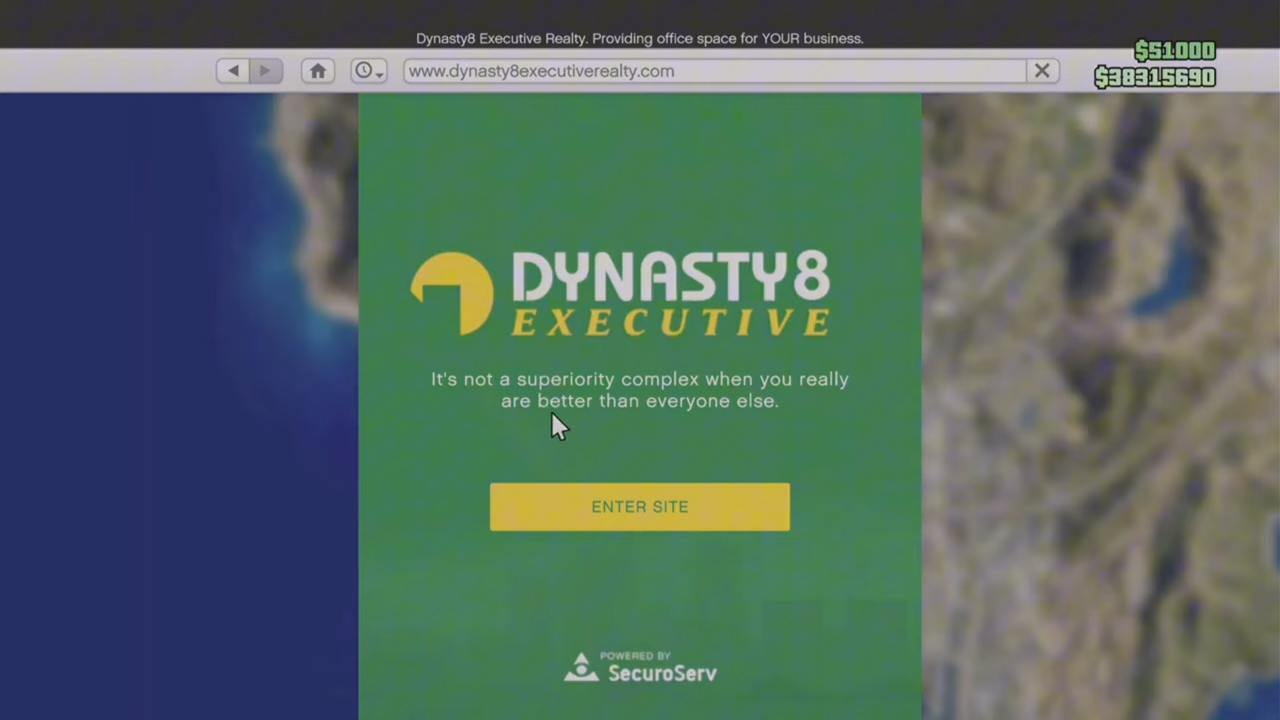 Dynasty8 Executive Realty. Providing office space for YOUR business.
www.dynasty8executiverealty.com
$51000
$38315690
DYNASTY8
EXECUTIVE
It's not a superiority complex when you really
are better than everyone else.
ENTER SITE
POWERED BY
SecuroServ